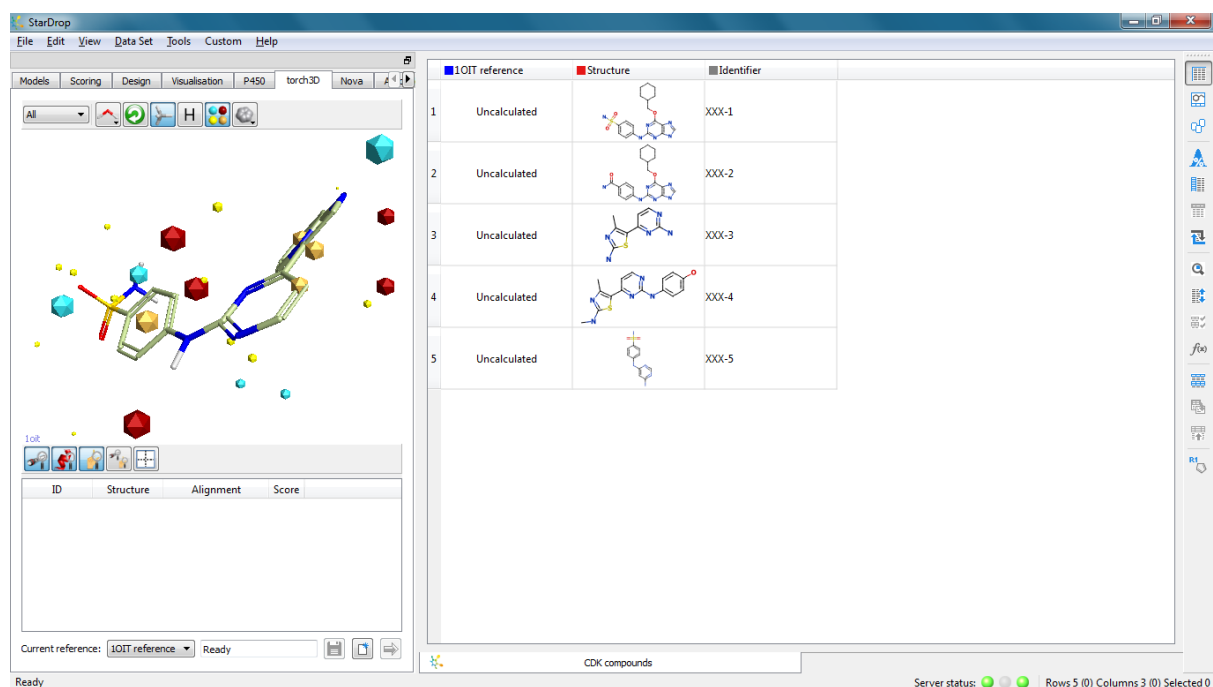 StarDrop
File Edit View Data Set Tools Custom Help
Models Scoring Design Visualisation P450 torch3D Nova
All H
1oit
ID Structure Alignment Score
Current reference: 1OIT reference Ready
1OIT reference Structure Identifier
1 Uncalculated XXX-1
2 Uncalculated XXX-2
3 Uncalculated XXX-3
4 Uncalculated XXX-4
5 Uncalculated XXX-5
f(x)
R1
CDK compounds
Ready
Server status: Rows 5 (0) Columns 3 (0) Selected 0